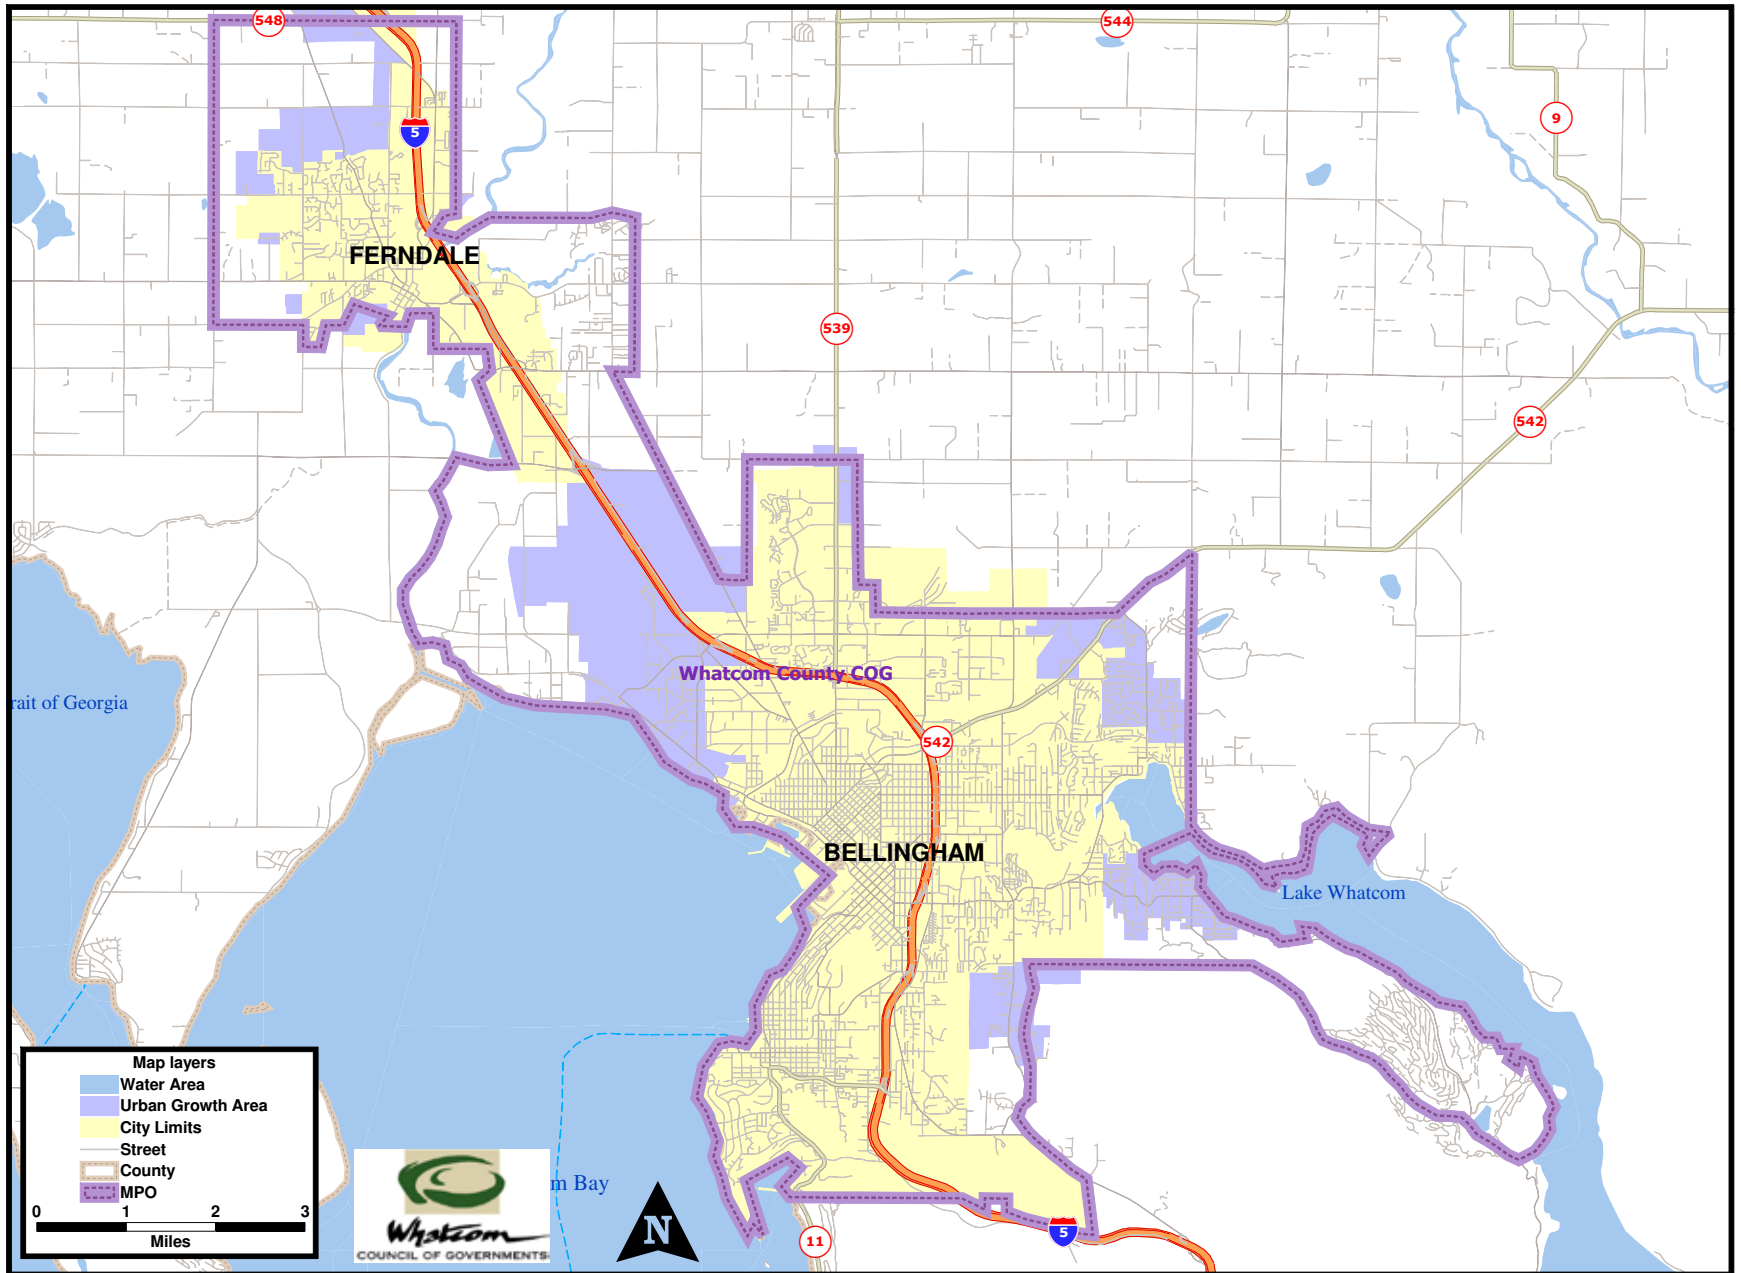 548
544
5
9
FERNDALE
539
542
Whatcom County COG
rait of Georgia
542
BELLINGHAM
Lake Whatcom
Map layers
Water Area
Urban Growth Area
City Limits
Street
County
MPO
0 1 2 3
Miles
Whatcom
COUNCIL OF GOVERNMENTS
m Bay
N
11
5